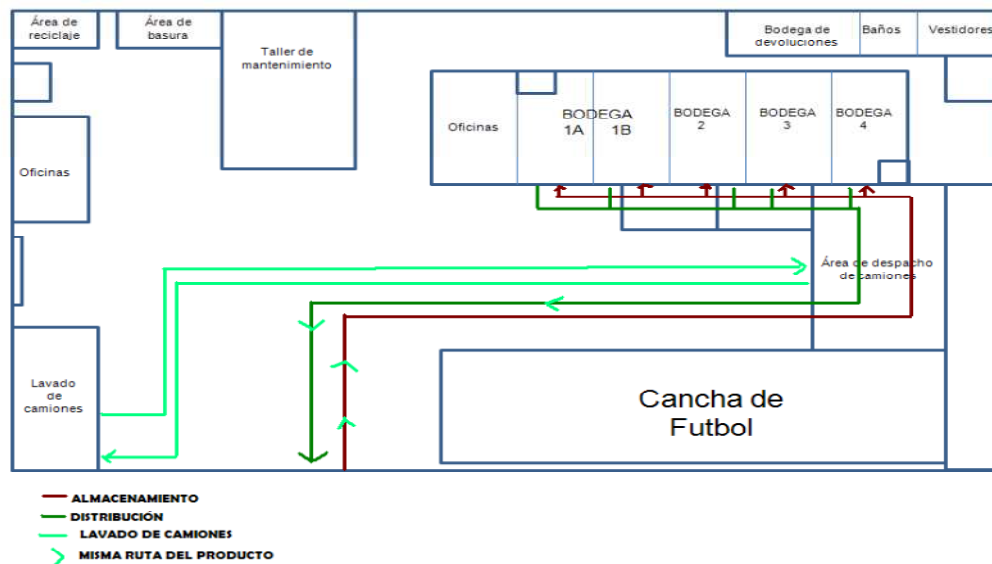 Área de
reciclaje
Área de
basura
Taller de
mantenimiento
Bodega de
devoluciones
Baños
Vestidores
Oficinas
BODEGA
1A 1B
BODEGA
2
BODEGA
3
BODEGA
4
Oficinas
Área de despacho
de camiones
Lavado
de
camiones
Cancha de
Futbol
ALMACENAMIENTO
DISTRIBUCIÓN
LAVADO DE CAMIONES
MISMA RUTA DEL PRODUCTO